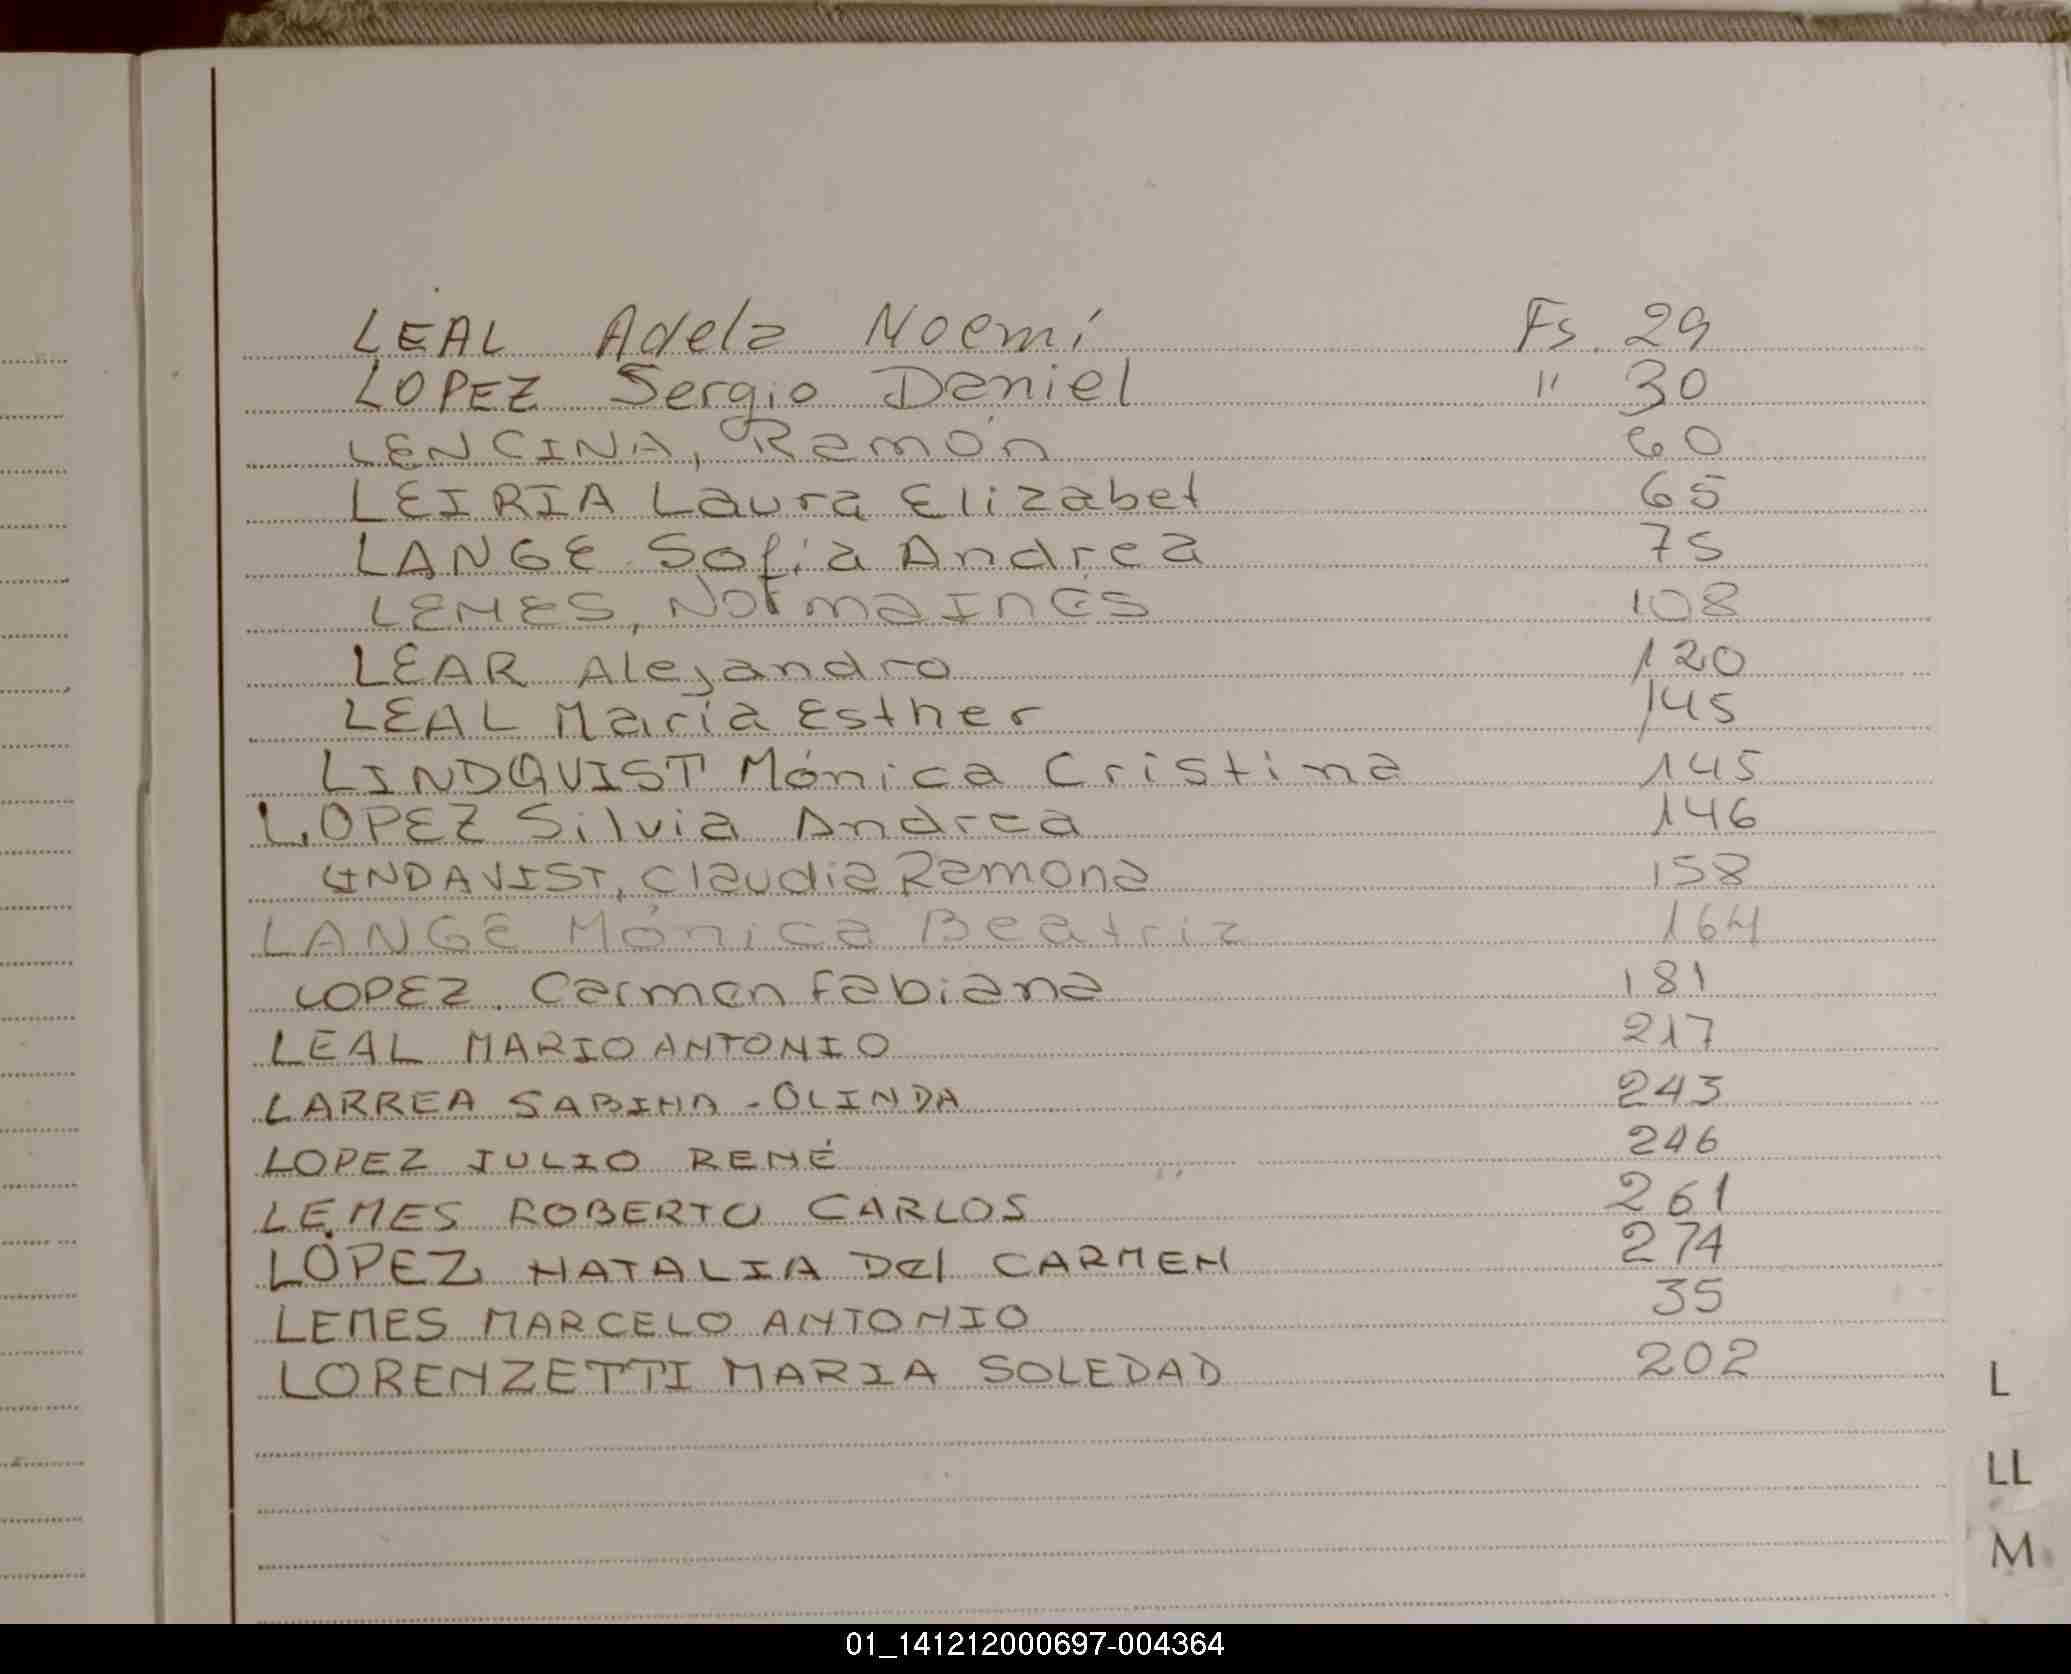 LEAL Adela Noemí Fs. 29
LOPEZ Sergio Daniel " 30
LENCINA, Ramón 60
LEIRIA Laura Elizabet 65
LANGE Sofia Andrea 75
LEMES, Norma Inés 108
LEAR Alejandro 120
LEAL María Esther 145
LINDQUIST Mónica Cristina 145
LOPEZ Silvia Andrea 146
LINDAVIST, Claudia Ramona 158
LANGE Mónica Beatriz 164
LOPEZ. Carmen Fabiana 181
LEAL MARIO ANTONIO 217
LARREA SABINA - OLINDA 243
LOPEZ JULIO RENÉ 246
LEMES ROBERTO CARLOS 261
LÓPEZ, NATALIA Del CARMEN 274
LEMES MARCELO ANTONIO 35
LORENZETTI MARIA SOLEDAD 202
L
LL
M
01_141212000697-004364